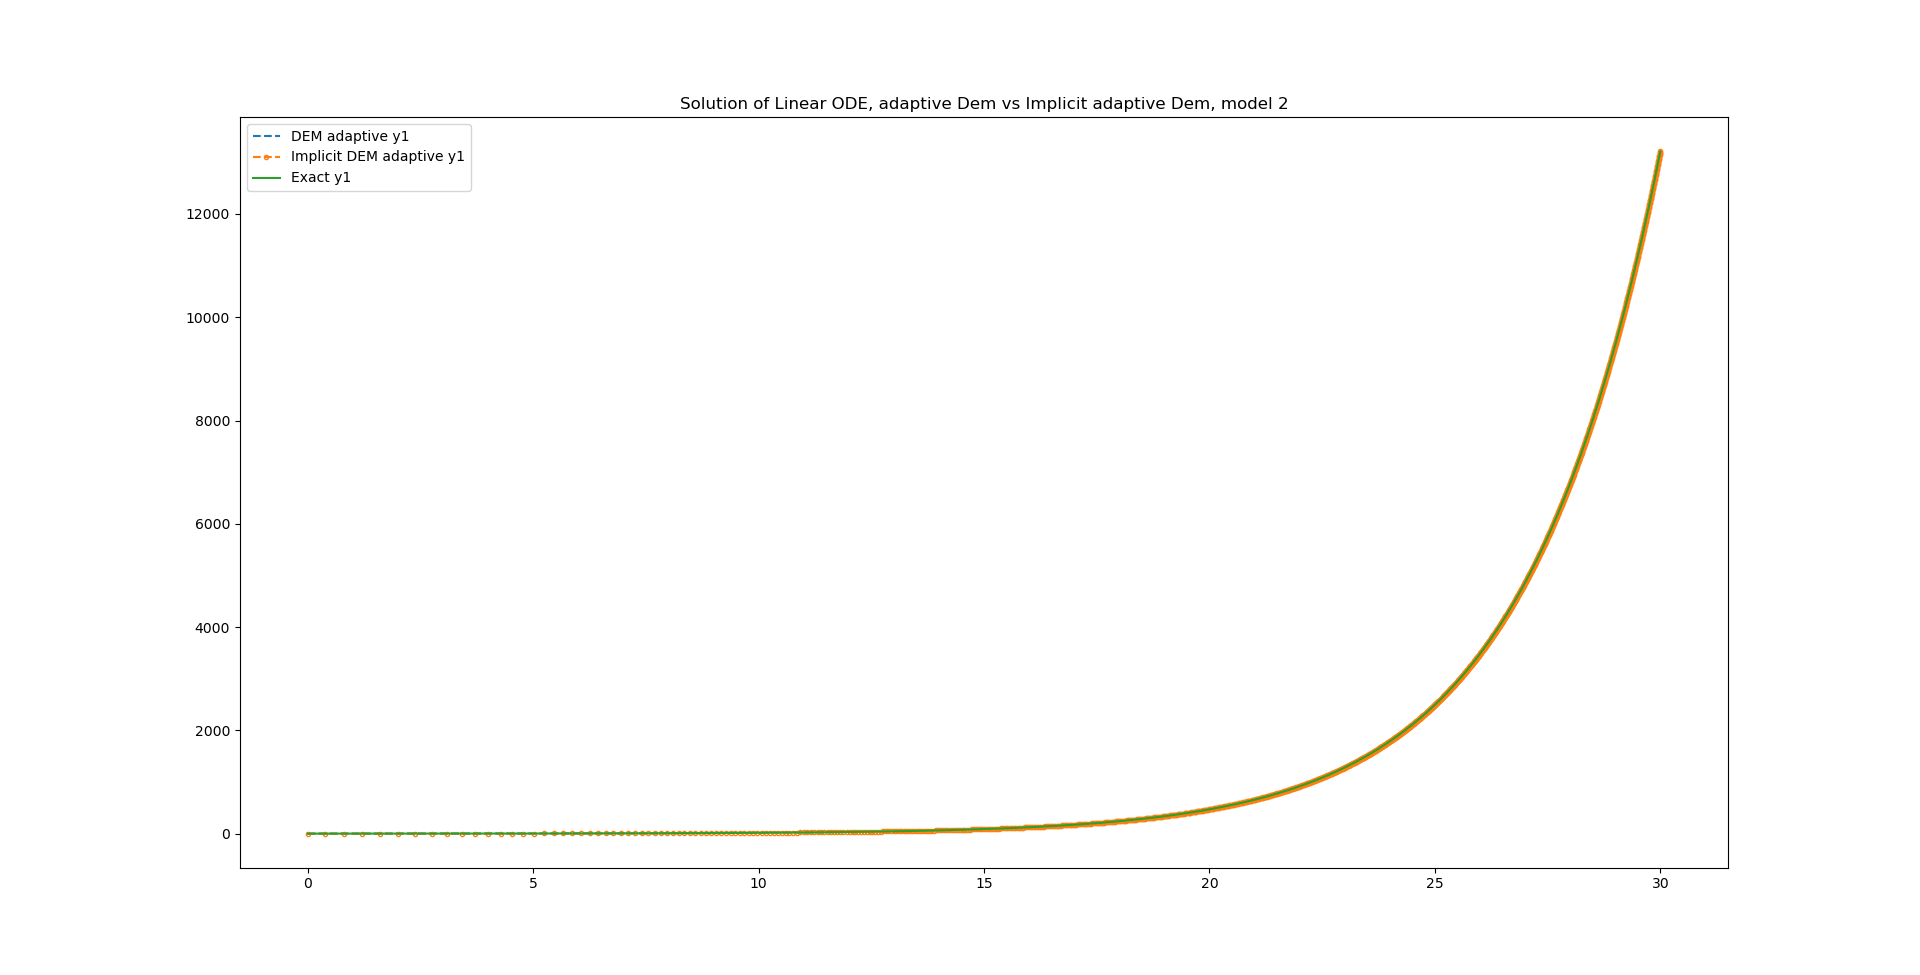 Solution of Linear ODE, adaptive Dem vs Implicit adaptive Dem, model 2
DEM adaptive y1
Implicit DEM adaptive y1
Exact y1
12000
10000
8000
6000
4000
2000
0
0 5 10 15 20 25 30